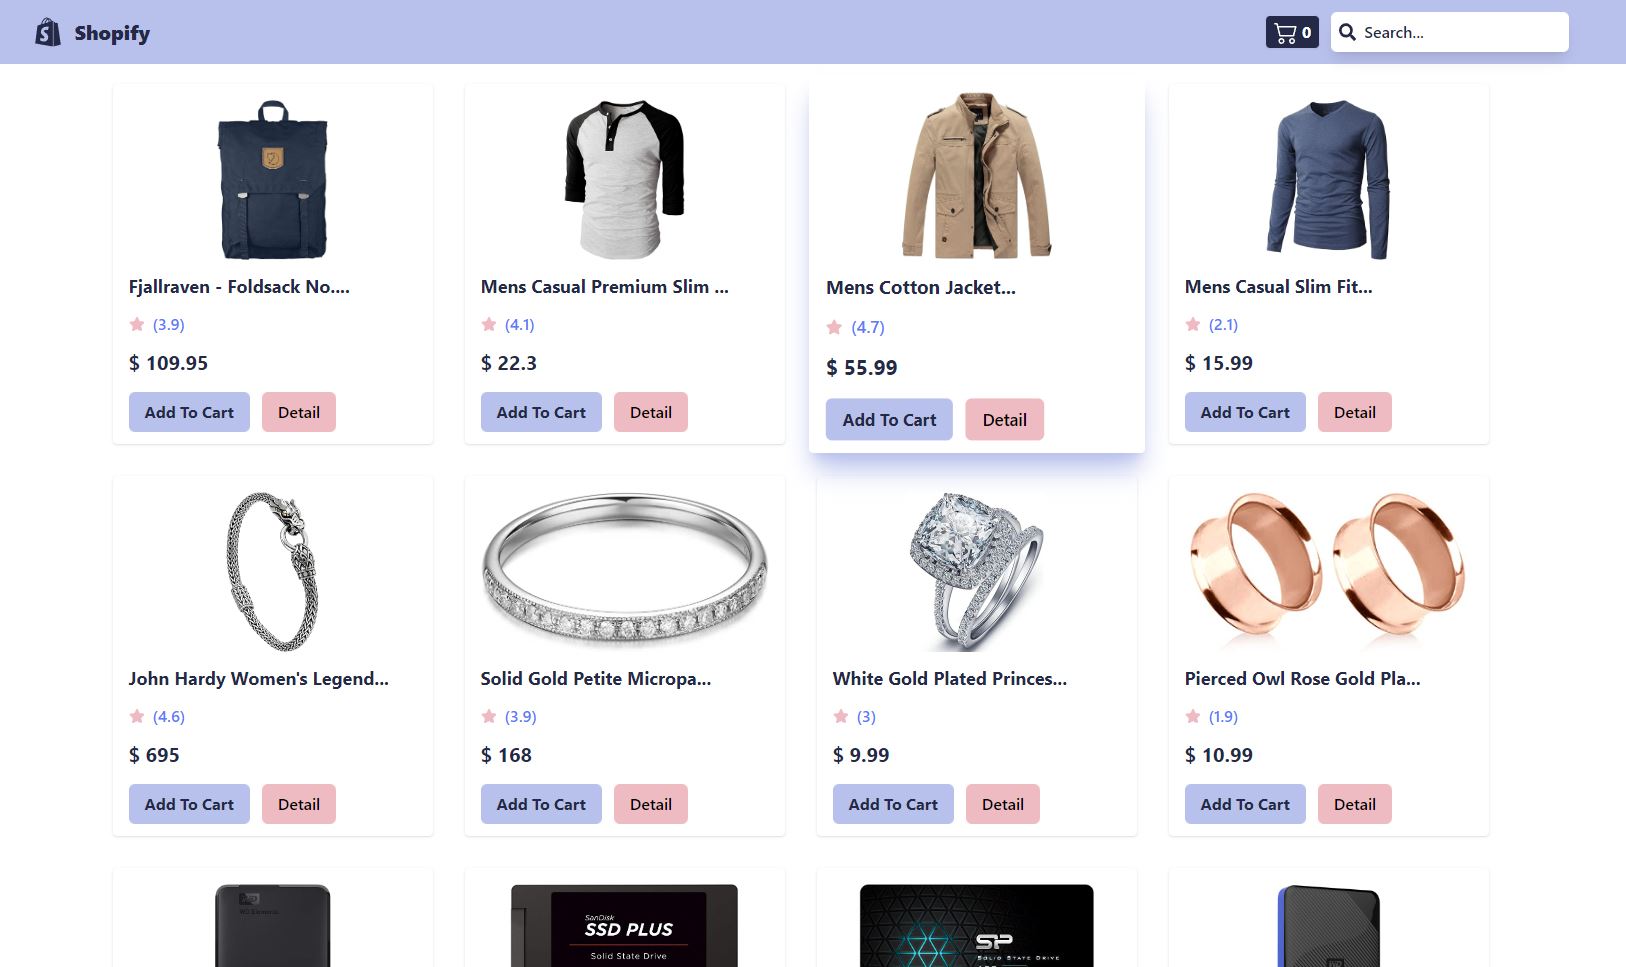 Shopify
0
Search...
Fjallraven - Foldsack No....
(3.9)
$ 109.95
Add To Cart
Detail
Mens Casual Premium Slim ...
(4.1)
$ 22.3
Add To Cart
Detail
Mens Cotton Jacket...
(4.7)
$ 55.99
Add To Cart
Detail
Mens Casual Slim Fit...
(2.1)
$ 15.99
Add To Cart
Detail
John Hardy Women's Legend...
(4.6)
$ 695
Add To Cart
Detail
Solid Gold Petite Micropa...
(3.9)
$ 168
Add To Cart
Detail
White Gold Plated Princes...
(3)
$ 9.99
Add To Cart
Detail
Pierced Owl Rose Gold Pla...
(1.9)
$ 10.99
Add To Cart
Detail
WD
WD Elements
SanDisk
SSD PLUS
Solid State Drive
SP
SOLID STATE DRIVE
WD